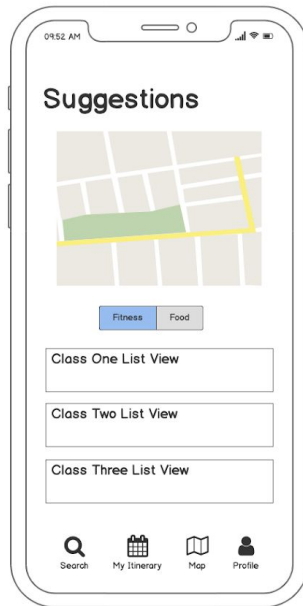 09:52 AM
Suggestions
Fitness Food
Class One List View
Class Two List View
Class Three List View
Search My Itinerary Map Profile